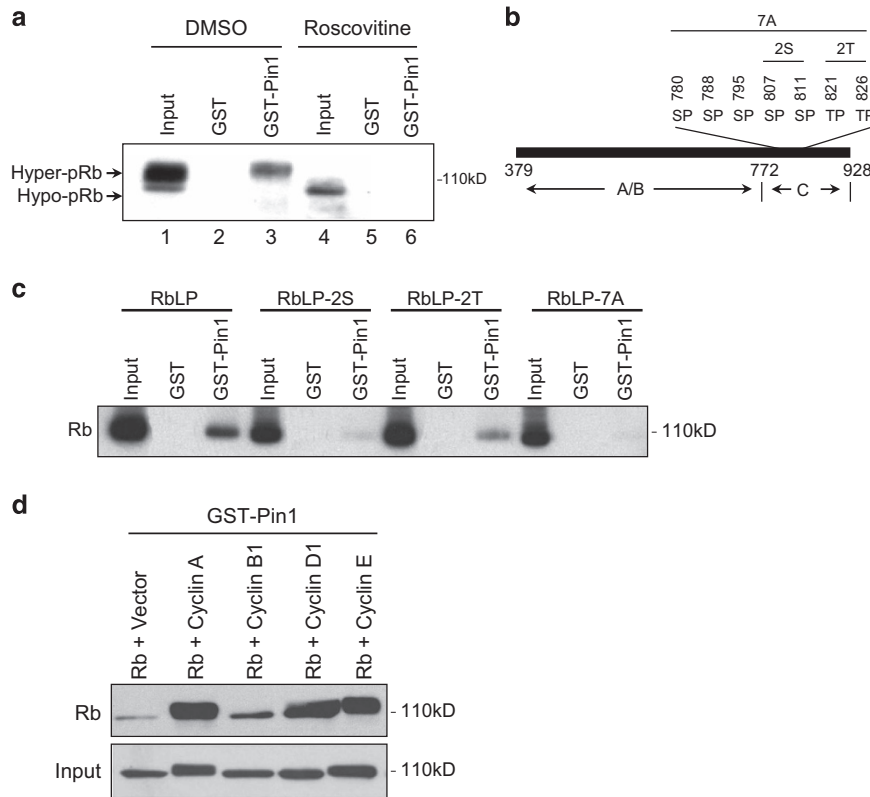 a
DMSO Roscovitine
Input GST GST-Pin1 Input GST GST-Pin1
Hyper-pRb
Hypo-pRb
-110kD
1 2 3 4 5 6
b
7A
2S 2T
780 788 795 807 811 821 826
SP SP SP SP SP TP TP
379 772 928
A/B C
c
RbLP RbLP-2S RbLP-2T RbLP-7A
Input GST GST-Pin1 Input GST GST-Pin1 Input GST GST-Pin1 Input GST GST-Pin1
Rb - 110kD
d
GST-Pin1
Rb + Vector Rb + Cyclin A Rb + Cyclin B1 Rb + Cyclin D1 Rb + Cyclin E
Rb - 110kD
Input - 110kD